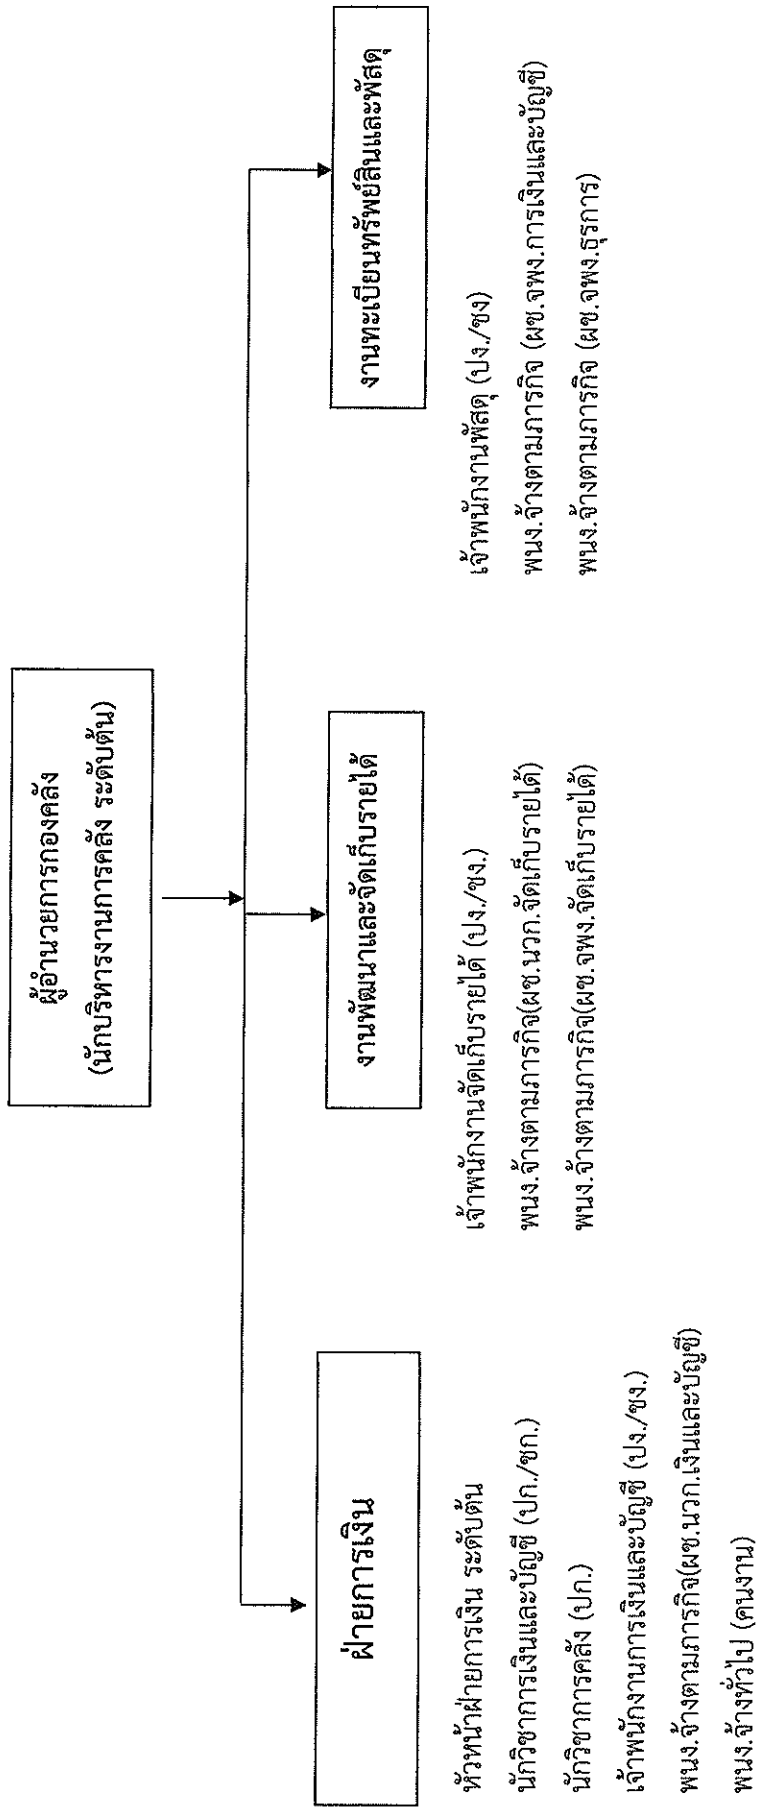 ผู้อำนวยการกองคลัง
(นักบริหารงานการคลัง ระดับต้น)
ฝ่ายการเงิน
หัวหน้าฝ่ายการเงิน ระดับต้น
นักวิชาการเงินและบัญชี (ปก./ชก.)
นักวิชาการคลัง (ปก.)
เจ้าพนักงานการเงินและบัญชี (ปง./ชง.)
พนง.จ้างตามภารกิจ(ผช.นวก.เงินและบัญชี)
พนง.จ้างทั่วไป (คนงาน)
งานพัฒนาและจัดเก็บรายได้
เจ้าพนักงานจัดเก็บรายได้ (ปง./ชง.)
พนง.จ้างตามภารกิจ(ผช.นวก.จัดเก็บรายได้)
พนง.จ้างตามภารกิจ(ผช.จพง.จัดเก็บรายได้)
งานทะเบียนทรัพย์สินและพัสดุ
เจ้าพนักงานพัสดุ (ปง./ชง)
พนง.จ้างตามภารกิจ (ผช.จพง.การเงินและบัญชี)
พนง.จ้างตามภารกิจ (ผช.จพง.ธุรการ)